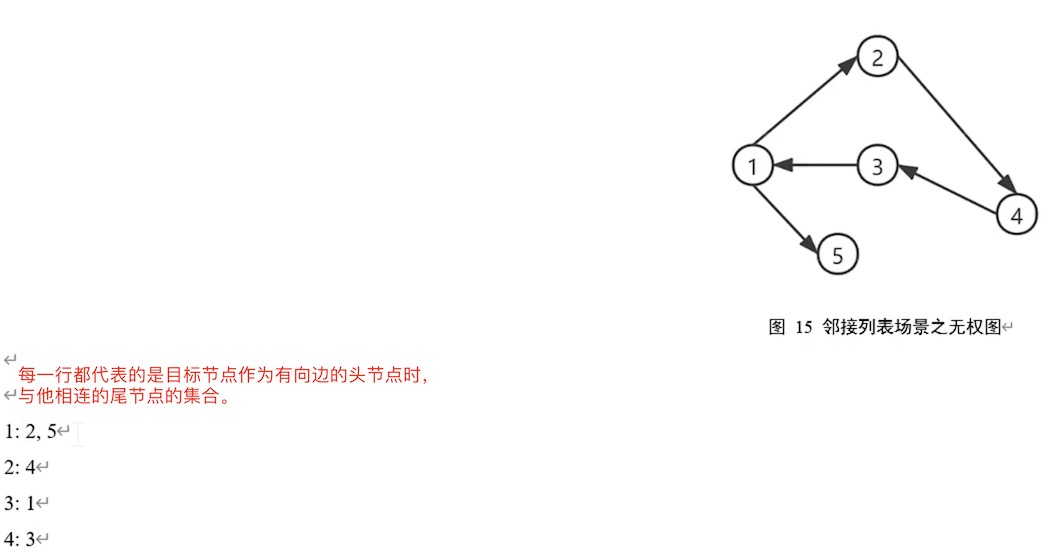 2
1
3
4
5
图 15 邻接列表场景之无权图↵
↵
每一行都代表的是目标节点作为有向边的头节点时，
↵与他相连的尾节点的集合。
1: 2, 5↵
2: 4↵
3: 1↵
4: 3↵